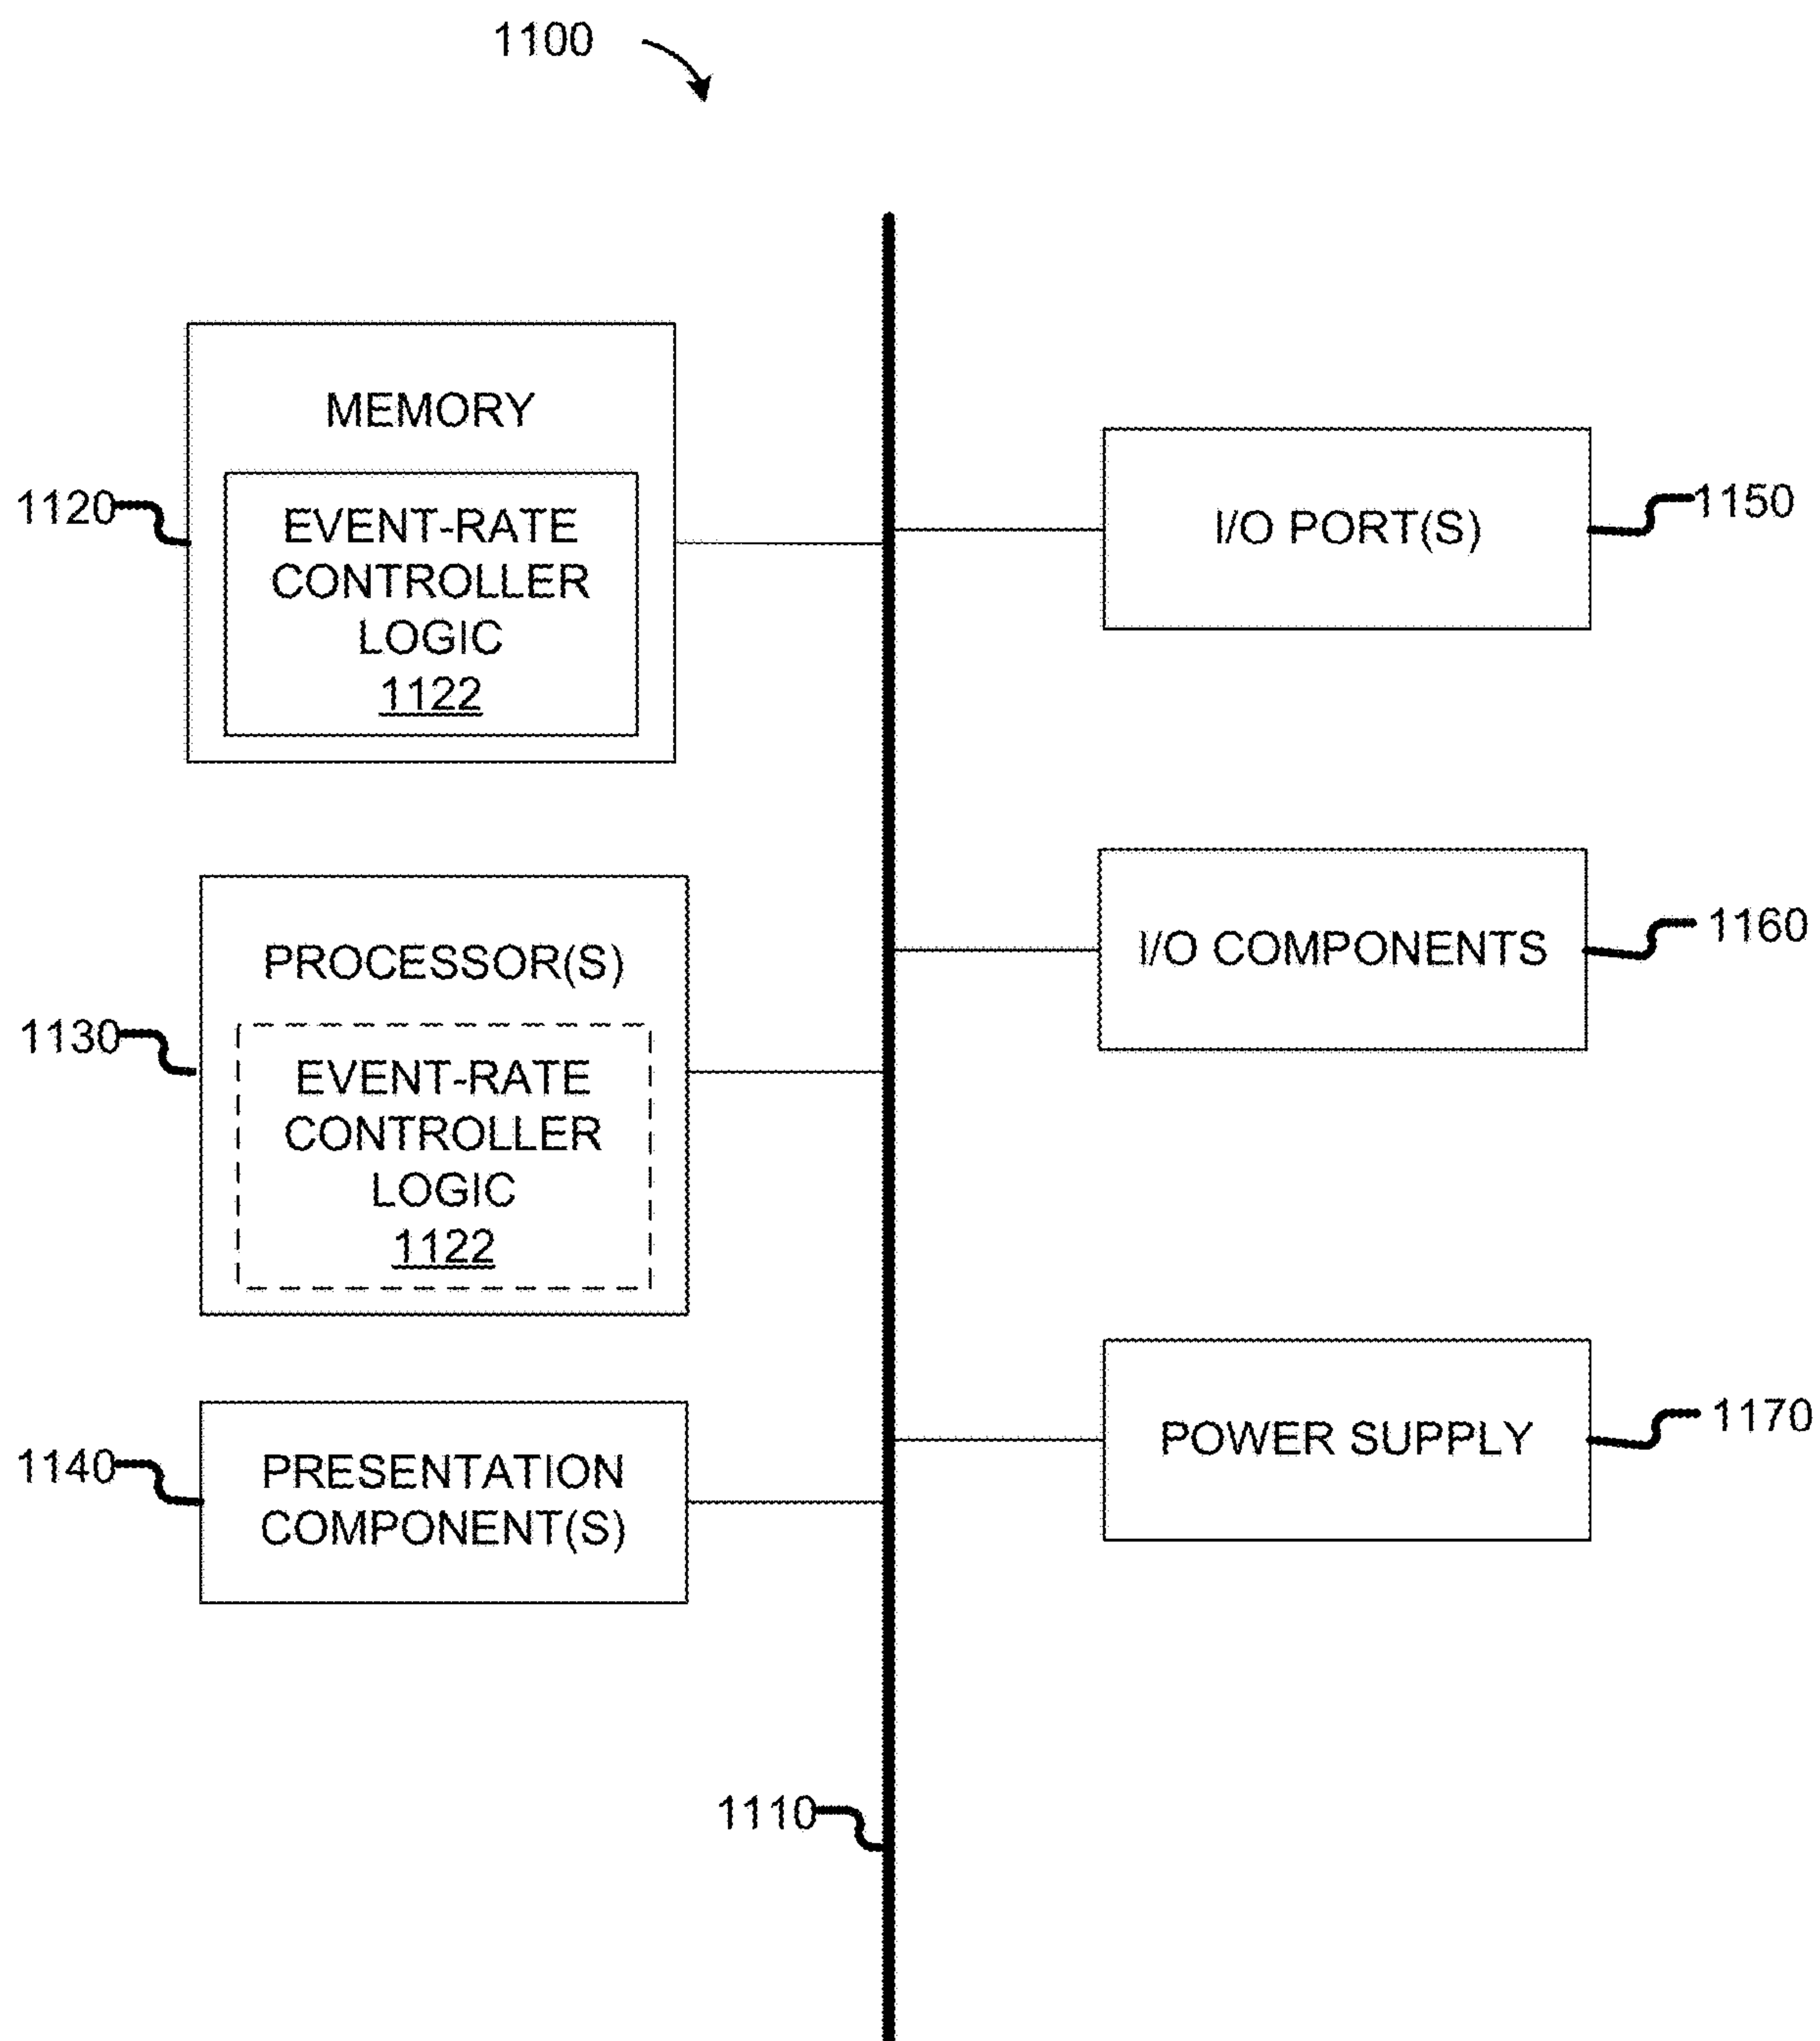 1100
MEMORY
1120
EVENT-RATE
CONTROLLER
LOGIC
1122
I/O PORT(S)
1150
PROCESSOR(S)
1130
EVENT-RATE
CONTROLLER
LOGIC
1122
I/O COMPONENTS
1160
1140
PRESENTATION
COMPONENT(S)
POWER SUPPLY
1170
1110